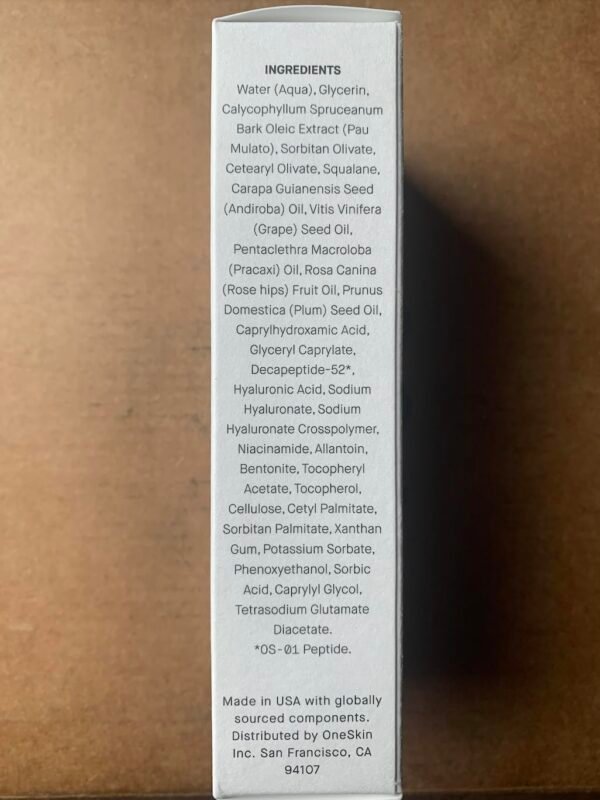 INGREDIENTS
Water (Aqua), Glycerin,
Calycophyllum Spruceanum
Bark Oleic Extract (Pau
Mulato), Sorbitan Olivate,
Cetearyl Olivate, Squalane,
Carapa Guianensis Seed
(Andiroba) Oil, Vitis Vinifera
(Grape) Seed Oil,
Pentaclethra Macroloba
(Pracaxi) Oil, Rosa Canina
(Rose hips) Fruit Oil, Prunus
Domestica (Plum) Seed Oil,
Caprylhydroxamic Acid,
Glyceryl Caprylate,
Decapeptide-52*,
Hyaluronic Acid, Sodium
Hyaluronate, Sodium
Hyaluronate Crosspolymer,
Niacinamide, Allantoin,
Bentonite, Tocopheryl
Acetate, Tocopherol,
Cellulose, Cetyl Palmitate,
Sorbitan Palmitate, Xanthan
Gum, Potassium Sorbate,
Phenoxyethanol, Sorbic
Acid, Caprylyl Glycol,
Tetrasodium Glutamate
Diacetate.
*OS-01 Peptide.
Made in USA with globally
sourced components.
Distributed by OneSkin
Inc. San Francisco, CA
94107